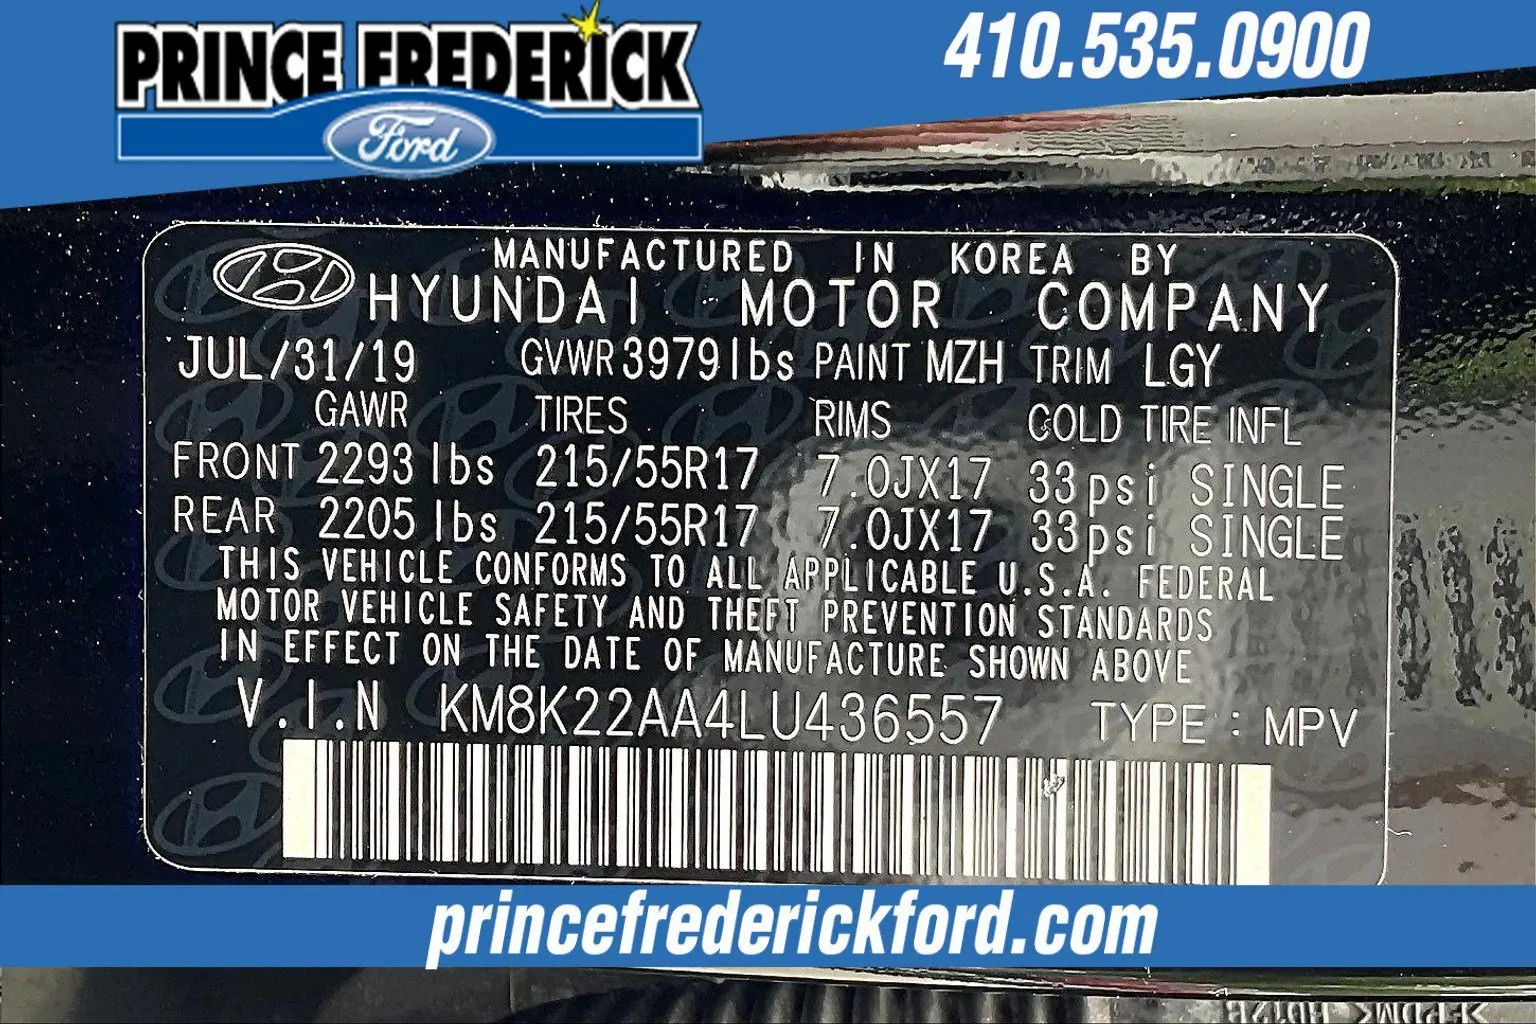 PRINCE FREDERICK
Ford
410.535.0900
MANUFACTURED IN KOREA BY
HYUNDAI MOTOR COMPANY
JUL/31/19 GVWR 3979lbs PAINT MZH TRIM LGY
GAWR TIRES RIMS COLD TIRE INFL
FRONT 2293 lbs 215/55R17 7.0JX17 33psi SINGLE
REAR 2205 lbs 215/55R17 7.0JX17 33psi SINGLE
THIS VEHICLE CONFORMS TO ALL APPLICABLE U.S.A. FEDERAL
MOTOR VEHICLE SAFETY AND THEFT PREVENTION STANDARDS
IN EFFECT ON THE DATE OF MANUFACTURE SHOWN ABOVE
V.I.N KM8K22AA4LU436557 TYPE : MPV
princefrederickford.com